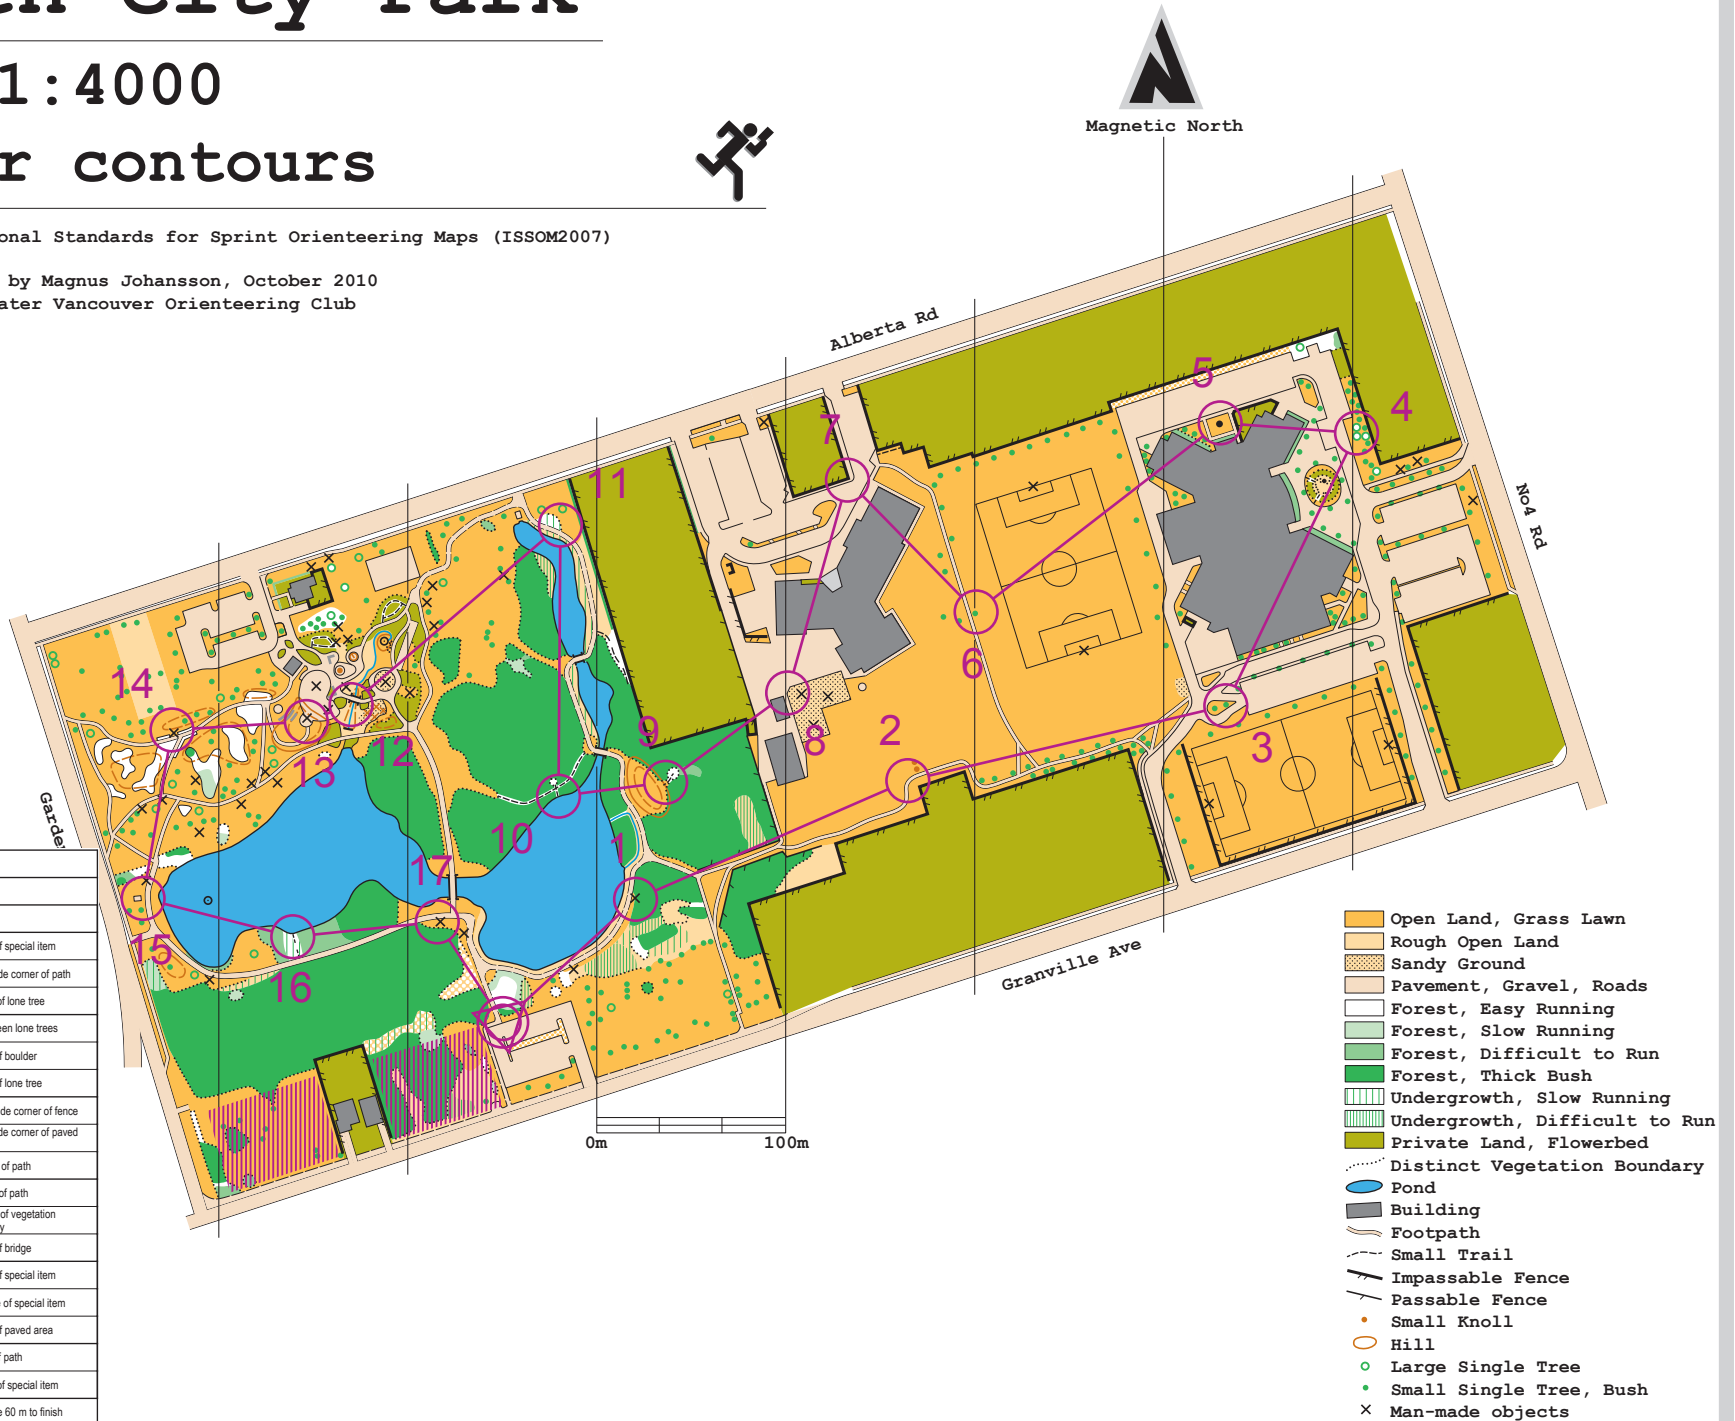 City Park
1:4000
r contours
Magnetic North
onal Standards for Sprint Orienteering Maps (ISSOM2007)
by Magnus Johansson, October 2010
ater Vancouver Orienteering Club
Alberta Rd
No4 Rd
Granville Ave
Garde
1
2
3
4
5
6
7
8
9
10
11
12
13
14
15
16
17
0m 100m
f special item
de corner of path
of lone tree
een lone trees
f boulder
f lone tree
de corner of fence
de corner of paved
of path
of path
of vegetation
y
f bridge
f special item
of special item
f paved area
f path
of special item
e 60 m to finish
Open Land, Grass Lawn
Rough Open Land
Sandy Ground
Pavement, Gravel, Roads
Forest, Easy Running
Forest, Slow Running
Forest, Difficult to Run
Forest, Thick Bush
Undergrowth, Slow Running
Undergrowth, Difficult to Run
Private Land, Flowerbed
Distinct Vegetation Boundary
Pond
Building
Footpath
Small Trail
Impassable Fence
Passable Fence
Small Knoll
Hill
Large Single Tree
Small Single Tree, Bush
Man-made objects